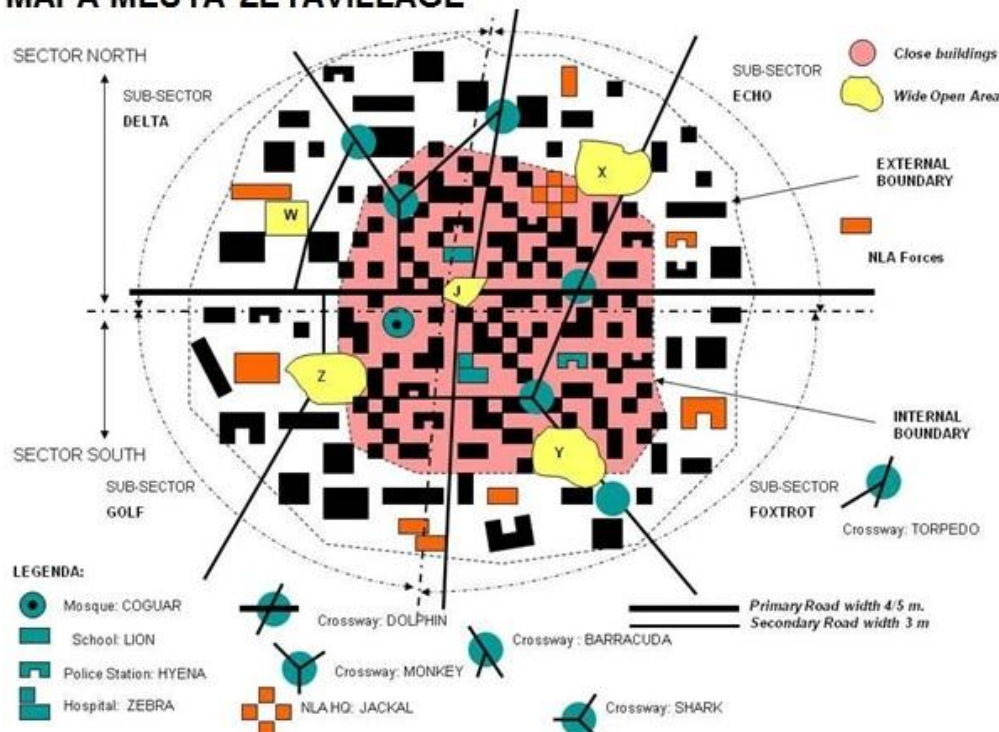 MAPA MESTA ZETAVILLAGE
SECTOR NORTH
SUB-SECTOR
DELTA
SUB-SECTOR
ECHO
Close buildings
Wide Open Area
EXTERNAL
BOUNDARY
NLA Forces
X
W
J
Z
Y
INTERNAL
BOUNDARY
SECTOR SOUTH
SUB-SECTOR
GOLF
SUB-SECTOR
FOXTROT
Crossway: TORPEDO
LEGENDA:
Mosque: COGUAR
School: LION
Police Station: HYENA
Hospital: ZEBRA
Crossway: DOLPHIN
Crossway: MONKEY
NLA HQ: JACKAL
Crossway : BARRACUDA
Crossway: SHARK
Primary Road width 4/5 m.
Secondary Road width 3 m